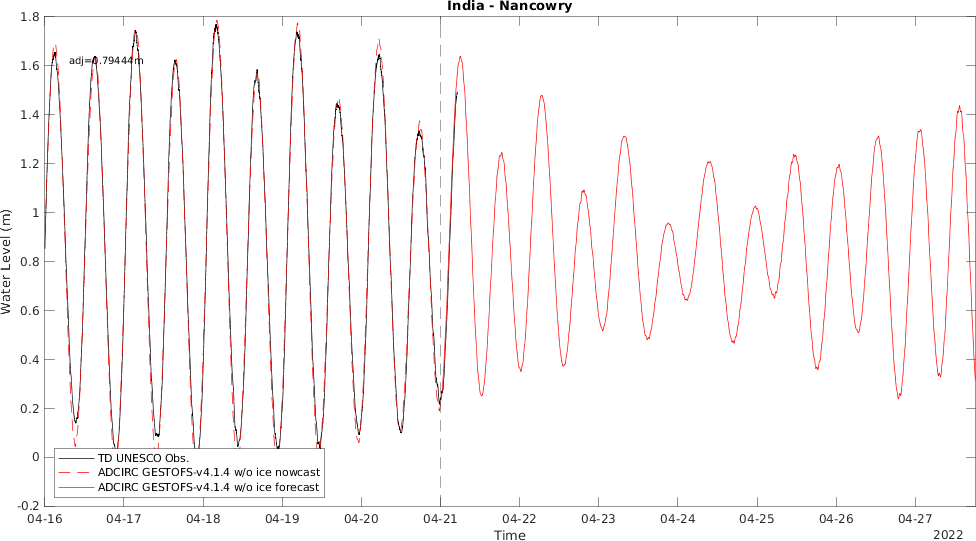 India - Nancowry
1.8
1.6
1.4
1.2
1
0.8
0.6
0.4
0.2
0
-0.2
Water Level (m)
adj=0.79444m
TD UNESCO Obs.
ADCIRC GESTOFS-v4.1.4 w/o ice nowcast
ADCIRC GESTOFS-v4.1.4 w/o ice forecast
04-16 04-17 04-18 04-19 04-20 04-21 04-22 04-23 04-24 04-25 04-26 04-27
Time
2022